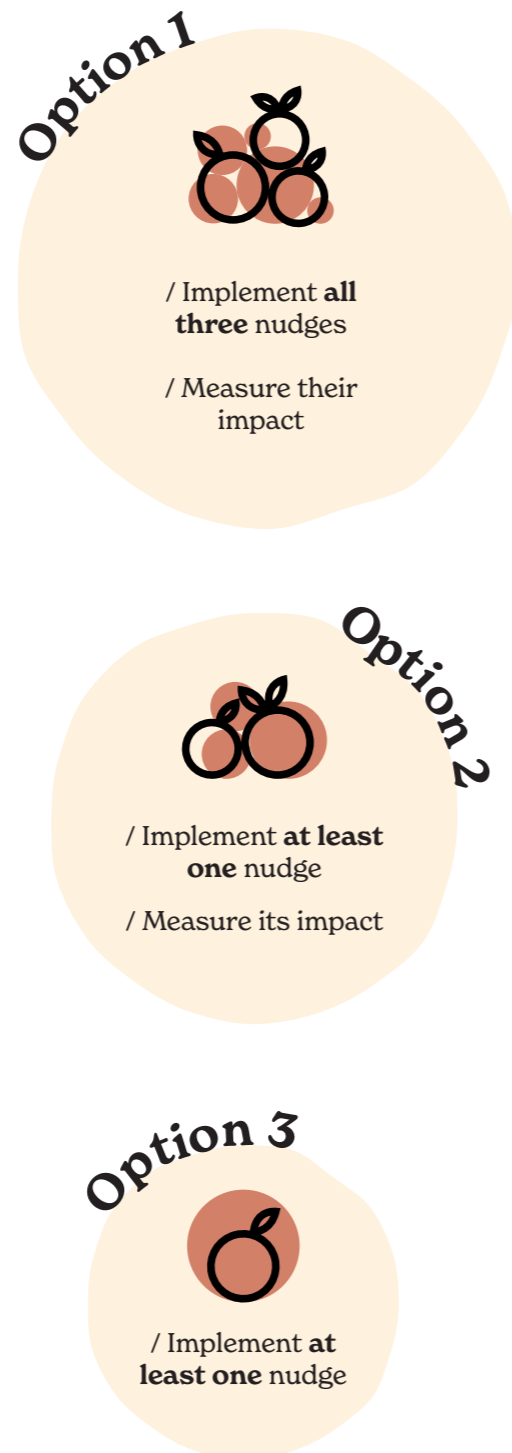 Option 1
/ Implement all
three nudges
/ Measure their
impact
Option 2
/ Implement at least
one nudge
/ Measure its impact
Option 3
/ Implement at
least one nudge